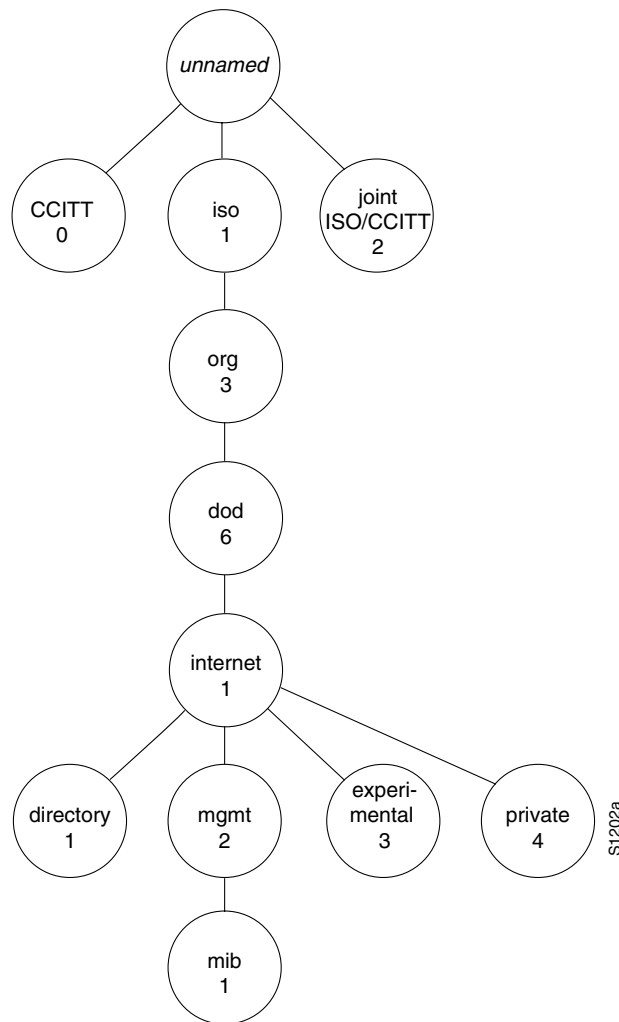 unnamed
CCITT
0
iso
1
joint
ISO/CCITT
2
org
3
dod
6
internet
1
directory
1
mgmt
2
experi-
mental
3
private
4
S1202a
mib
1